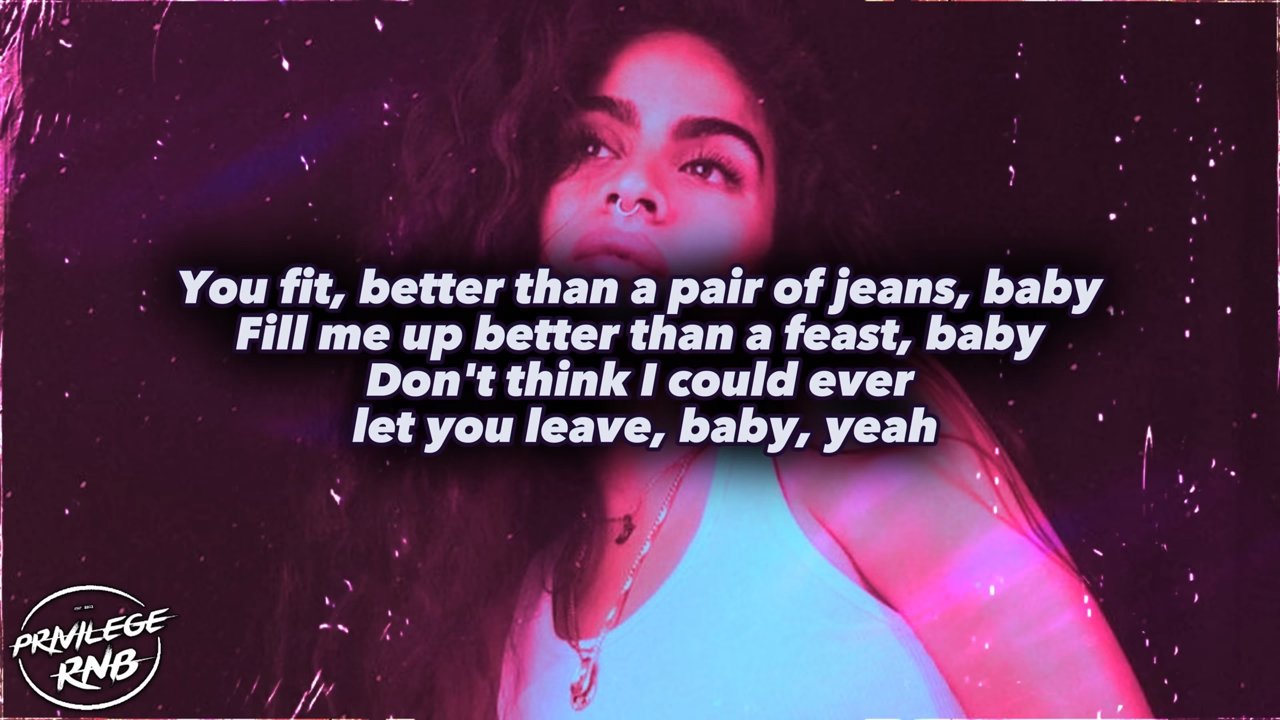 You fit, better than a pair of jeans, baby
Fill me up better than a feast, baby
Don't think I could ever
let you leave, baby, yeah
PRIVILEGE
RNB